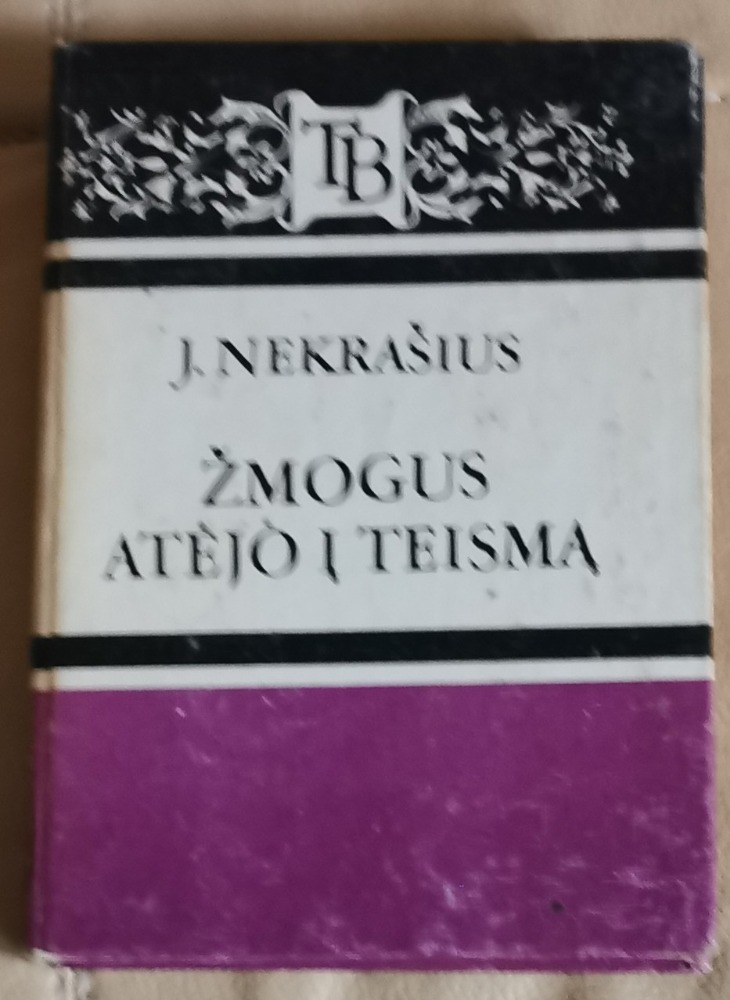 TB
J. NEKRAŠIUS
ŽMOGUS
ATĖJO Į TEISMĄ